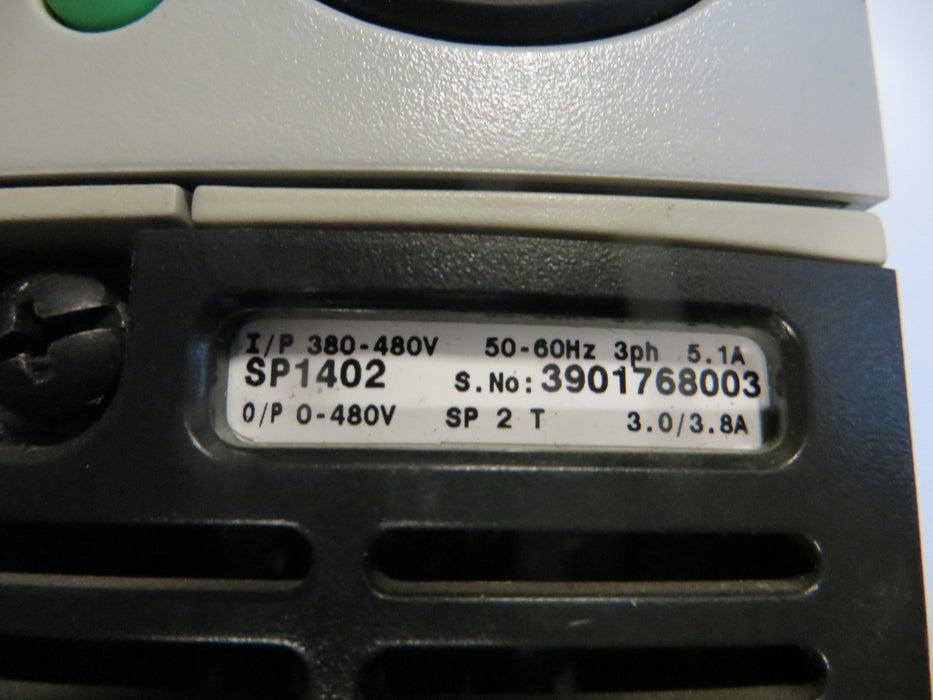 I/P 380-480V 50-60Hz 3ph 5.1A
SP1402 S.No: 3901768003
O/P 0-480V SP 2 T 3.0/3.8A